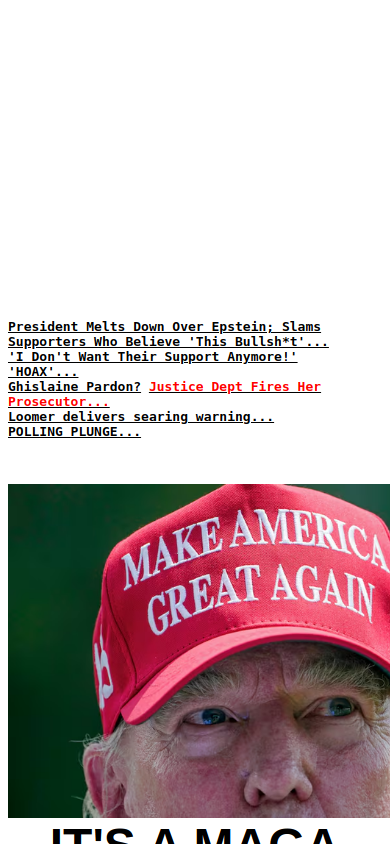 President Melts Down Over Epstein; Slams
Supporters Who Believe 'This Bullsh*t'...
'I Don't Want Their Support Anymore!'
'HOAX'...
Ghislaine Pardon? Justice Dept Fires Her
Prosecutor...
Loomer delivers searing warning...
POLLING PLUNGE...
MAKE AMERICA
GREAT AGAIN
IT'S A MAGA